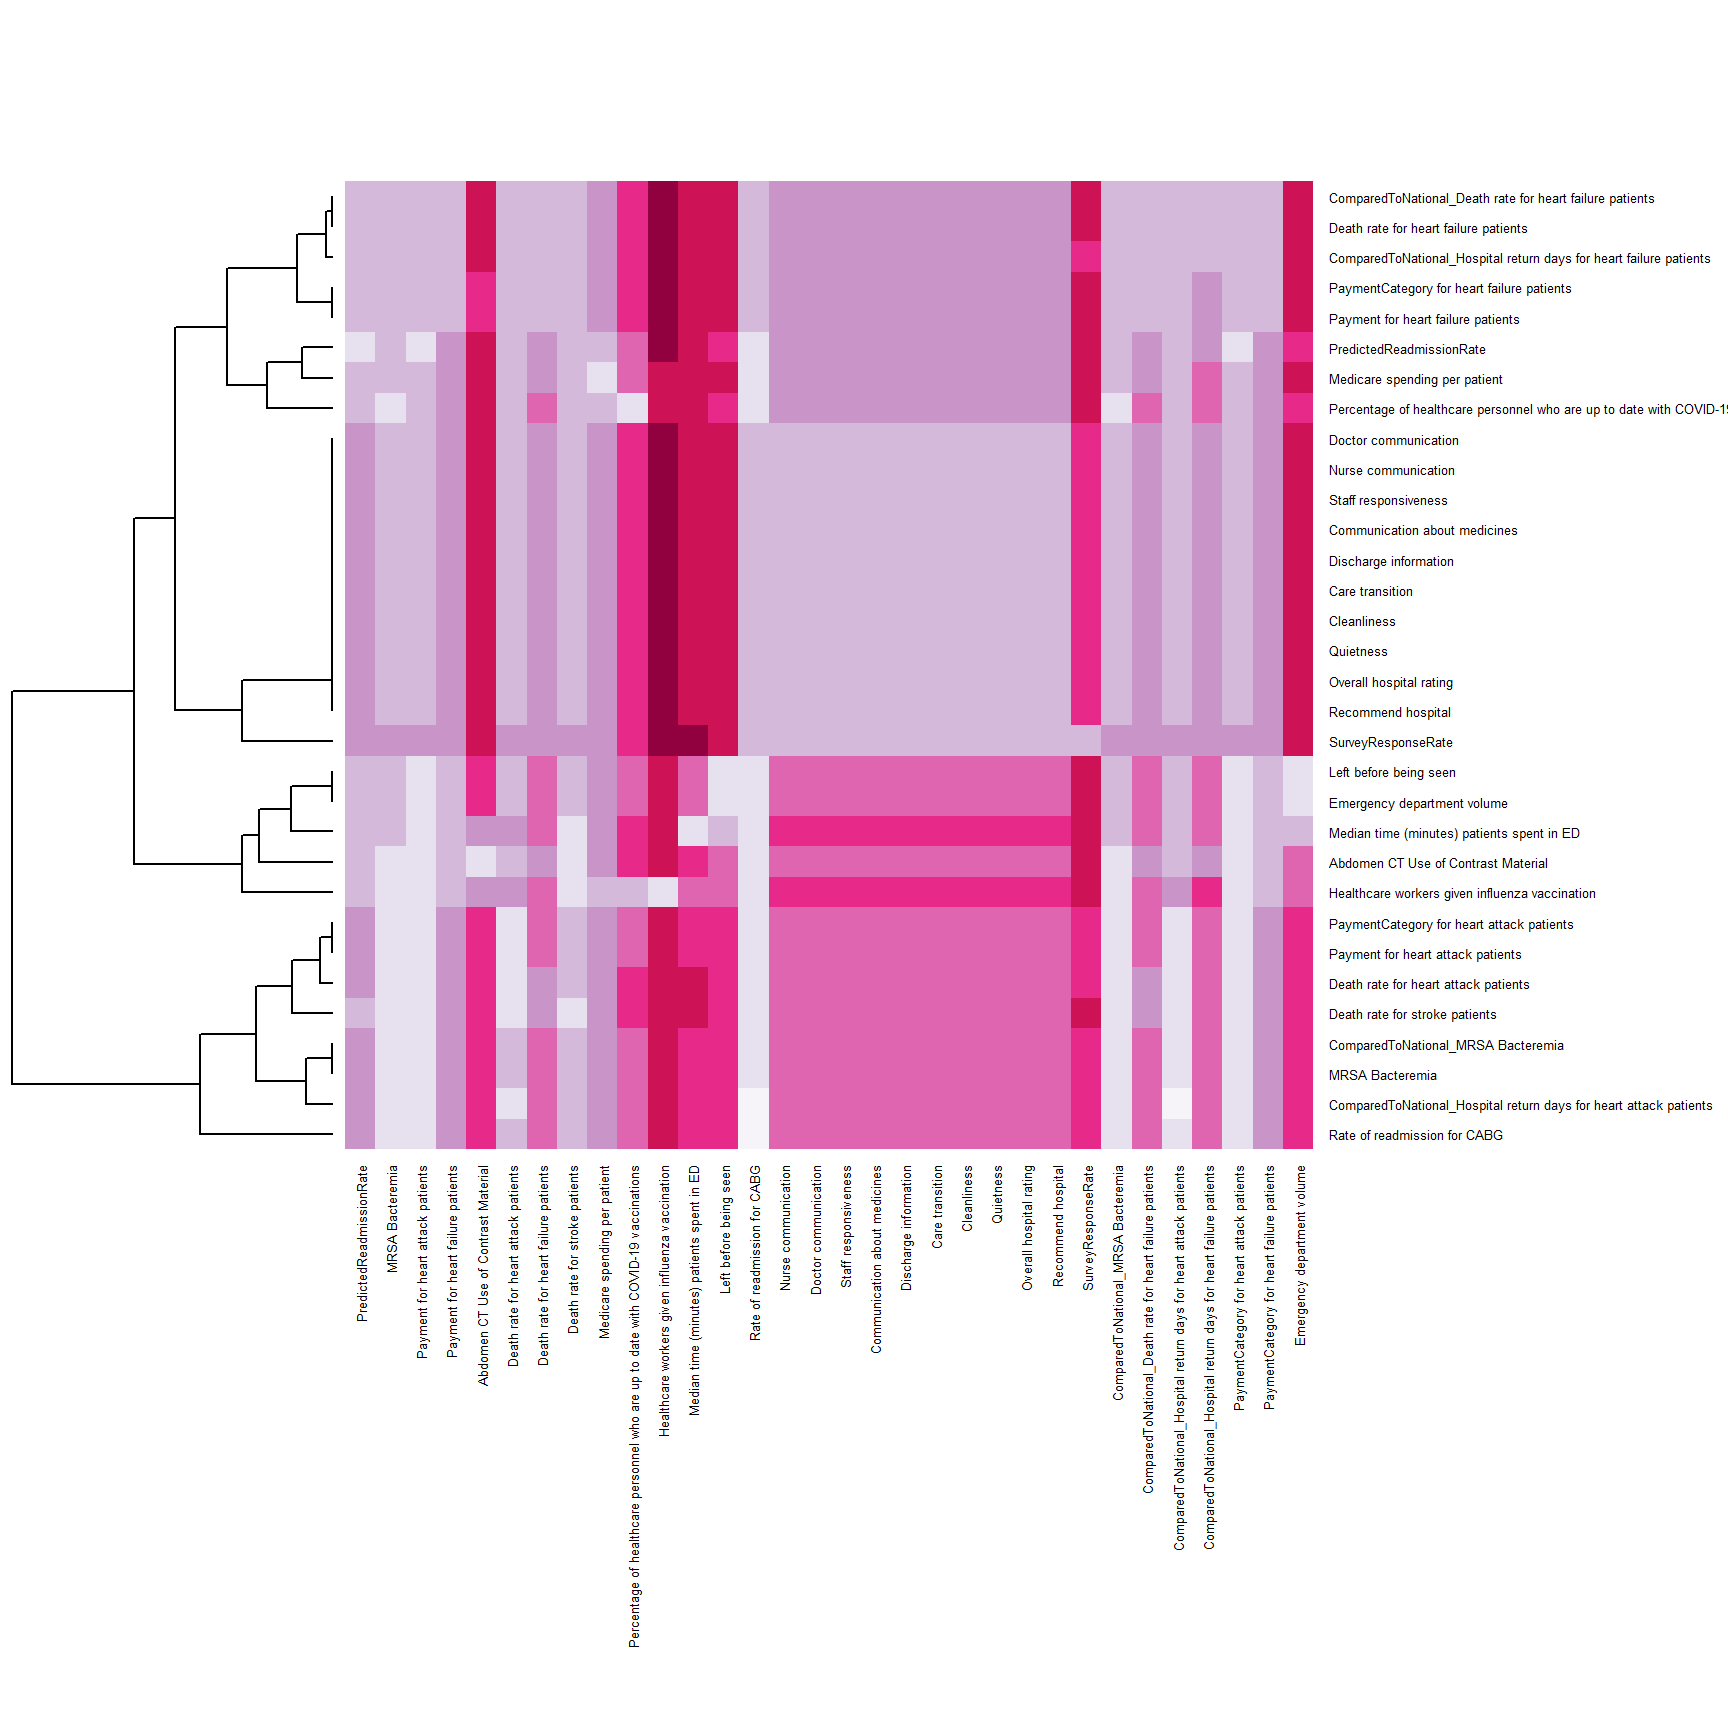 ComparedToNational_Death rate for heart failure patients
Death rate for heart failure patients
ComparedToNational_Hospital return days for heart failure patients
PaymentCategory for heart failure patients
Payment for heart failure patients
PredictedReadmissionRate
Medicare spending per patient
Percentage of healthcare personnel who are up to date with COVID-19
Doctor communication
Nurse communication
Staff responsiveness
Communication about medicines
Discharge information
Care transition
Cleanliness
Quietness
Overall hospital rating
Recommend hospital
SurveyResponseRate
Left before being seen
Emergency department volume
Median time (minutes) patients spent in ED
Abdomen CT Use of Contrast Material
Healthcare workers given influenza vaccination
PaymentCategory for heart attack patients
Payment for heart attack patients
Death rate for heart attack patients
Death rate for stroke patients
ComparedToNational_MRSA Bacteremia
MRSA Bacteremia
ComparedToNational_Hospital return days for heart attack patients
Rate of readmission for CABG
PredictedReadmissionRate
MRSA Bacteremia
Payment for heart attack patients
Payment for heart failure patients
Abdomen CT Use of Contrast Material
Death rate for heart attack patients
Death rate for heart failure patients
Death rate for stroke patients
Medicare spending per patient
Percentage of healthcare personnel who are up to date with COVID-19 vaccinations
Healthcare workers given influenza vaccination
Median time (minutes) patients spent in ED
Left before being seen
Rate of readmission for CABG
Nurse communication
Doctor communication
Staff responsiveness
Communication about medicines
Discharge information
Care transition
Cleanliness
Quietness
Overall hospital rating
Recommend hospital
SurveyResponseRate
ComparedToNational_MRSA Bacteremia
ComparedToNational_Death rate for heart failure patients
ComparedToNational_Hospital return days for heart attack patients
ComparedToNational_Hospital return days for heart failure patients
PaymentCategory for heart attack patients
PaymentCategory for heart failure patients
Emergency department volume